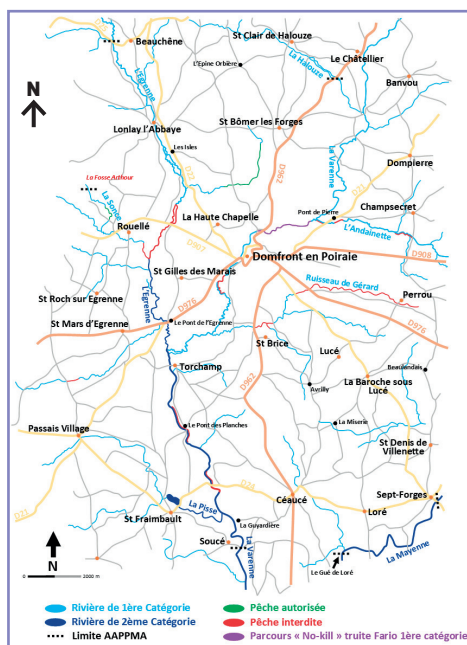 Beauchêne
St Clair de Halouze
L'Epine Orbière
La Halouze
Le Châtellier
Banvou
L'Egrenne
Lonlay l'Abbaye
Les Isles
St Bômer les Forges
D962
La Varenne
Dompierre
La Fosse Arthour
D22
D21
La Sonce
Rouellé
La Haute Chapelle
Pont de Pierre
Champsecret
L'Andainette
D907
Domfront en Poiraie
D908
St Gilles des Marais
Ruisseau de Gérard
St Roch sur Egrenne
L'Egrenne
D976
Perrou
St Mars d'Egrenne
Le Pont de l'Egrenne
D976
St Brice
Lucé
Torchamp
D962
Beaulandais
La Baroche sous
Lucé
Avrilly
Passais Village
Le Pont des Planches
La Miserie
St Denis de
Villenette
D24
Céaucé
Sept-Forges
La Pisse
D21
St Fraimbault
Loré
La Guyardière
Soucé
La Varenne
La Mayenne
Le Gué de Loré
N
N
0
2000 m
Rivière de 1ère Catégorie
Pêche autorisée
Rivière de 2ème Catégorie
Pêche interdite
Limite AAPPMA
Parcours « No-kill » truite Fario 1ère catégorie